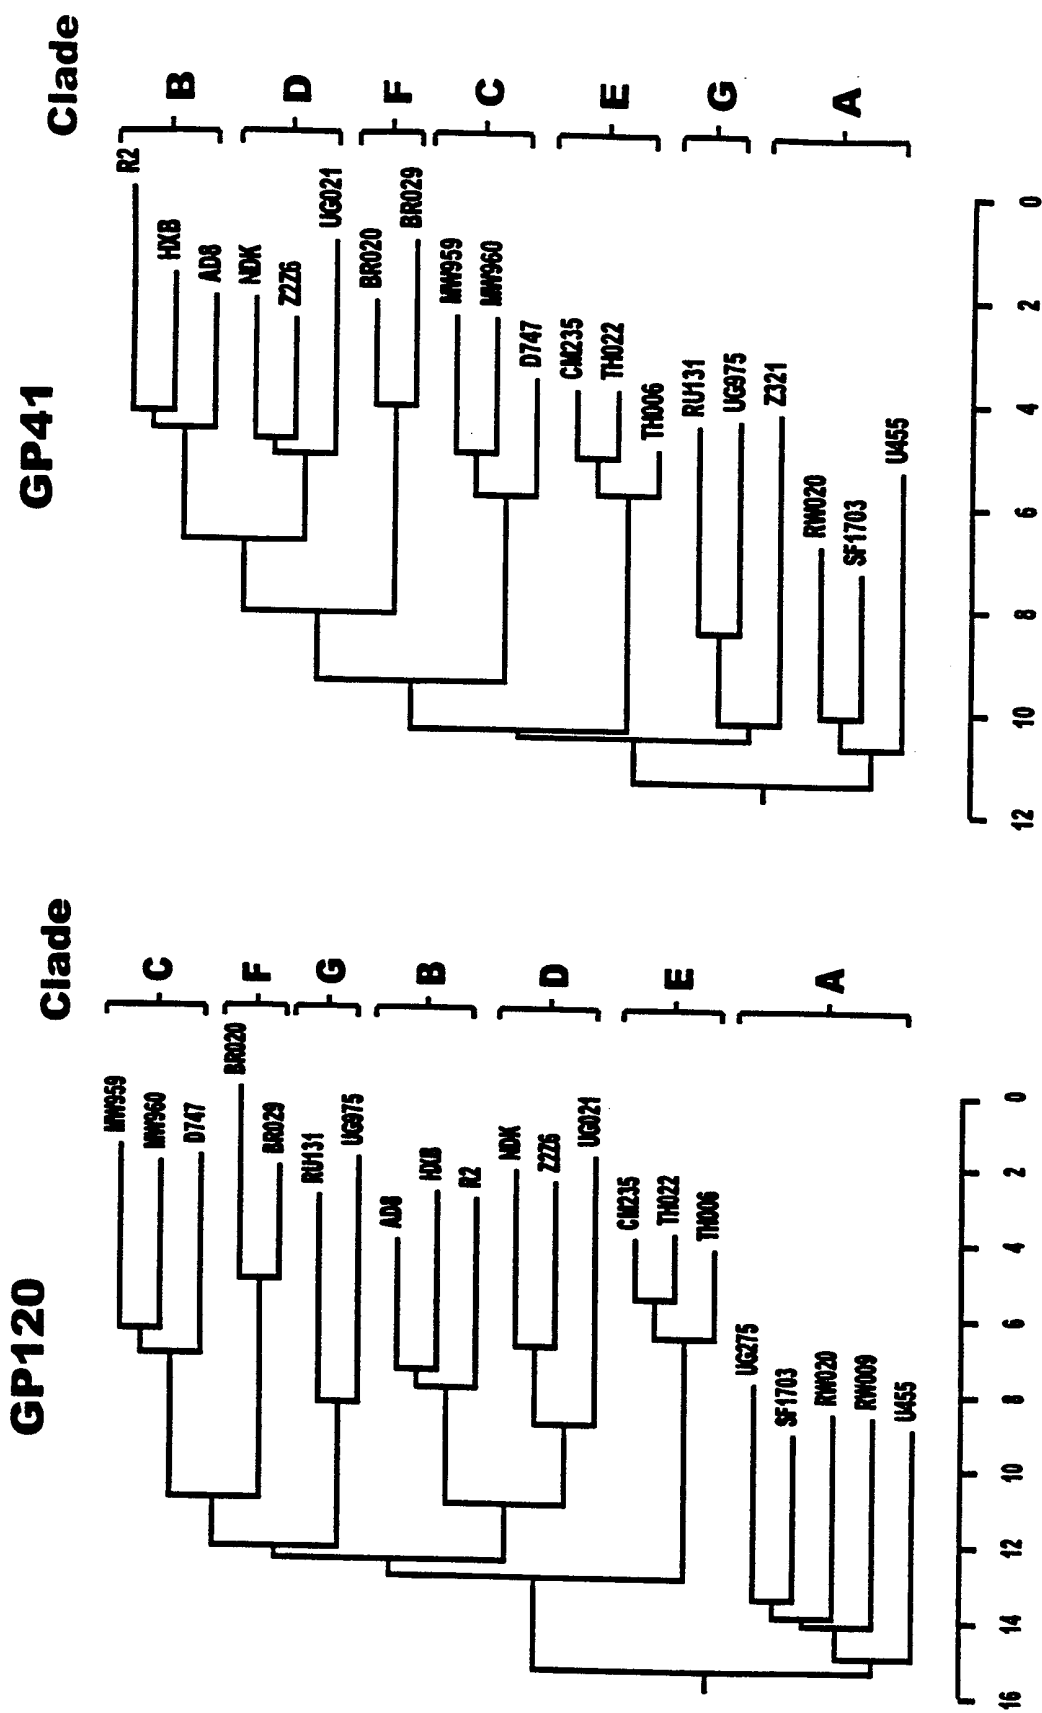 GP120
Clade
MW959
MW960
D747
C
BR020
BR029
F
RU131
UG975
G
AD8
HXB
R2
B
NDK
Z2Z6
UG021
D
CM235
TH022
TH006
E
UG275
SF1703
RW020
RW009
U455
A
16 14 12 10 8 6 4 2 0
GP41
Clade
R2
HXB
AD8
B
NDK
Z2Z6
UG021
D
BR020
BR029
F
MW959
MW960
D747
C
CM235
TH022
TH006
E
RU131
UG975
Z321
G
RW020
SF1703
U455
A
12 10 8 6 4 2 0